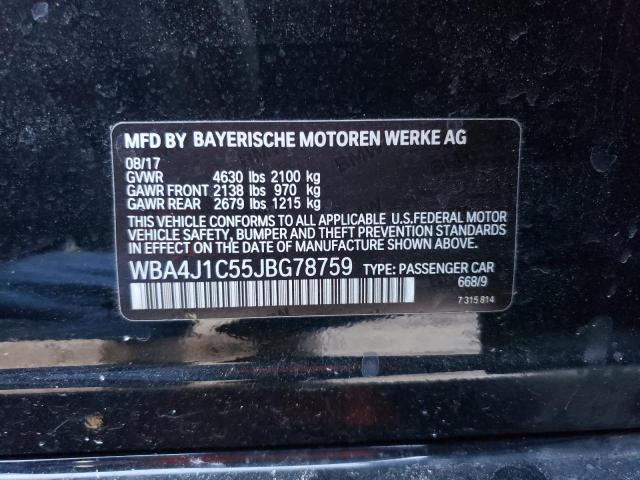 MFD BY BAYERISCHE MOTOREN WERKE AG
08/17
GVWR 4630 lbs 2100 kg
GAWR FRONT 2138 lbs 970 kg
GAWR REAR 2679 lbs 1215 kg
THIS VEHICLE CONFORMS TO ALL APPLICABLE U.S.FEDERAL MOTOR
VEHICLE SAFETY, BUMPER AND THEFT PREVENTION STANDARDS
IN EFFECT ON THE DATE OF MANUFACTURE SHOWN ABOVE.
WBA4J1C55JBG78759 TYPE: PASSENGER CAR
668/9
7 315 814